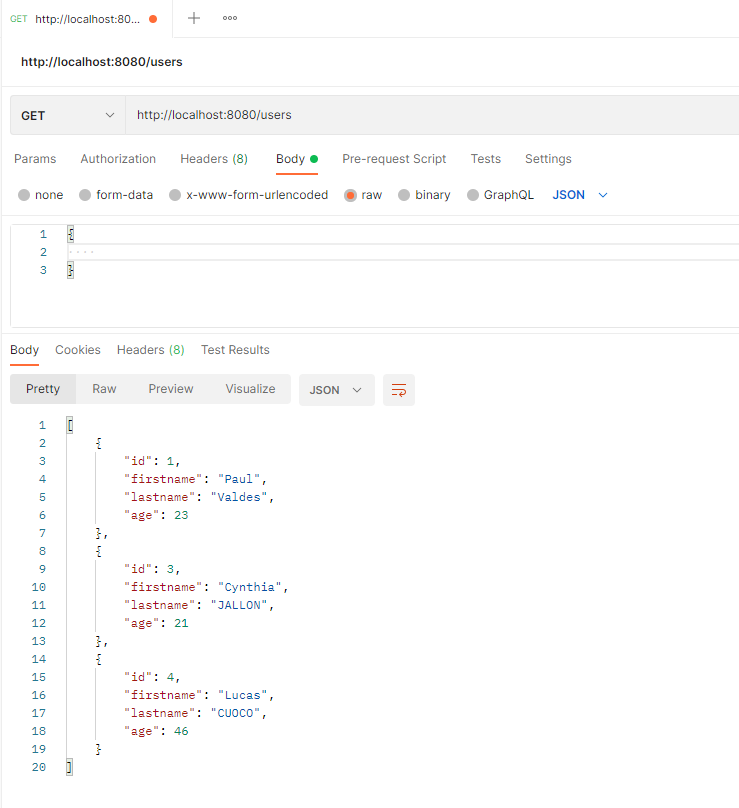 GET http://localhost:80...
http://localhost:8080/users
GET http://localhost:8080/users
Params Authorization Headers (8) Body Pre-request Script Tests Settings
none form-data x-www-form-urlencoded raw binary GraphQL JSON
1 {
2 ····
3 }
Body Cookies Headers (8) Test Results
Pretty Raw Preview Visualize JSON
1 [
2 {
3 "id": 1,
4 "firstname": "Paul",
5 "lastname": "Valdes",
6 "age": 23
7 },
8 {
9 "id": 3,
10 "firstname": "Cynthia",
11 "lastname": "JALLON",
12 "age": 21
13 },
14 {
15 "id": 4,
16 "firstname": "Lucas",
17 "lastname": "CUOCO",
18 "age": 46
19 }
20 ]